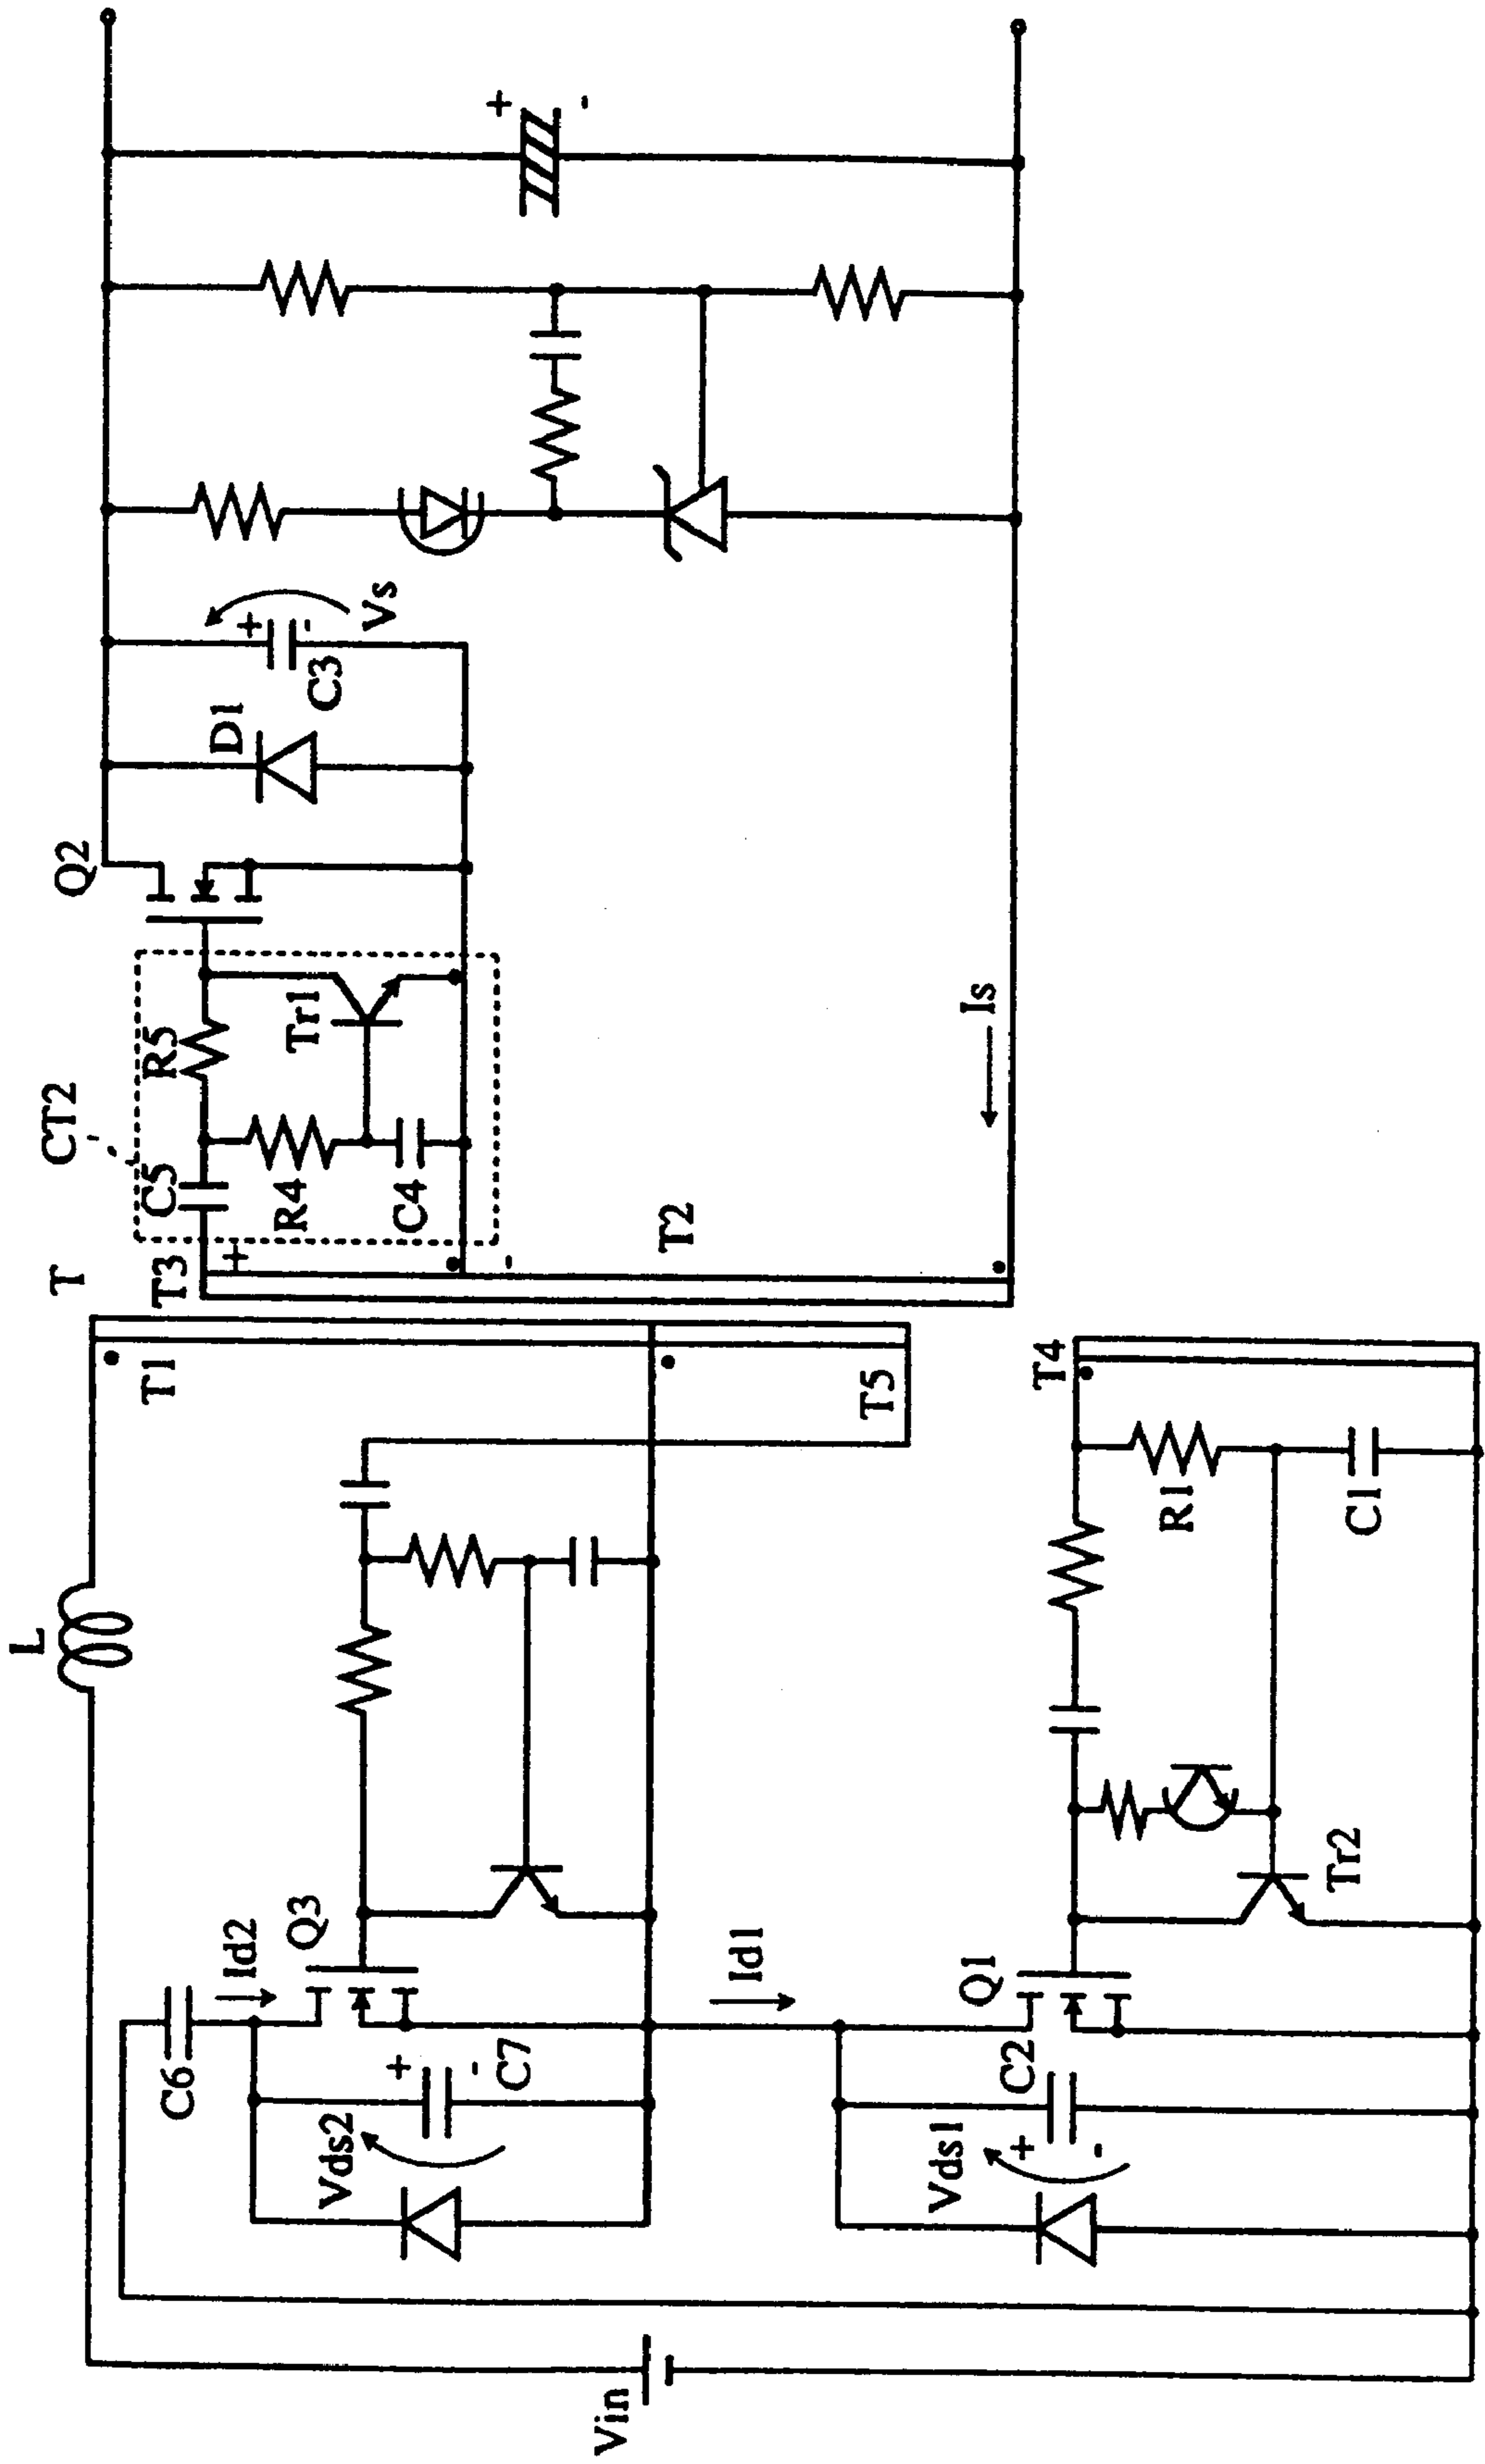 +
-
Vs
+
-
C3
D1
Q2
Tr1
R5
Is
CT2
C5
R4
C4
T2
T
T3
+
-
T1
T4
T5
R1
C1
L
Tr2
Id2
Q3
Id1
Q1
C6
+
-
C7
C2
Vds2
Vds1
+
-
Vin